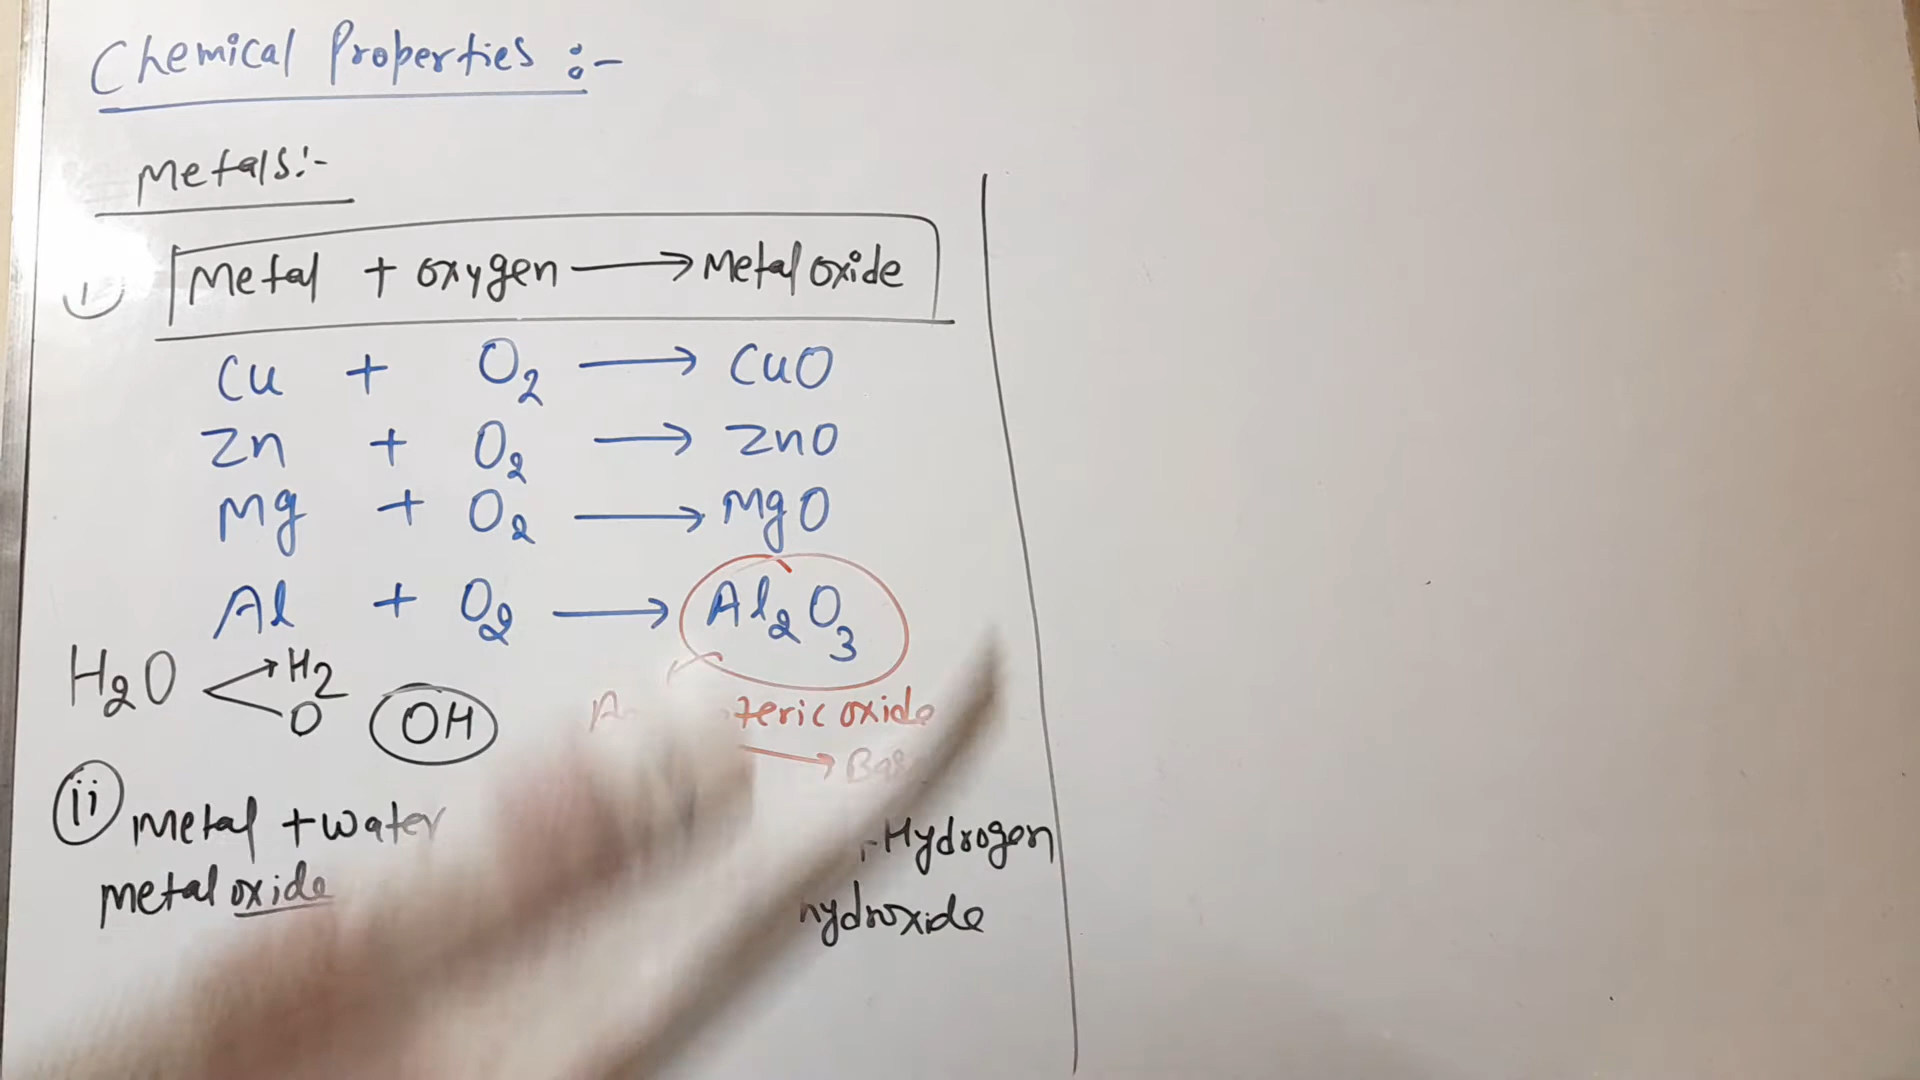 Chemical Properties :-
Metals:-
i) Metal + oxygen → Metal oxide
Cu + O2 → CuO
Zn + O2 → ZnO
Mg + O2 → MgO
Al + O2 → Al2O3
H2O H2
O OH
oxide
(ii) Metal + water Hydrogen
Metal oxide hydroxide